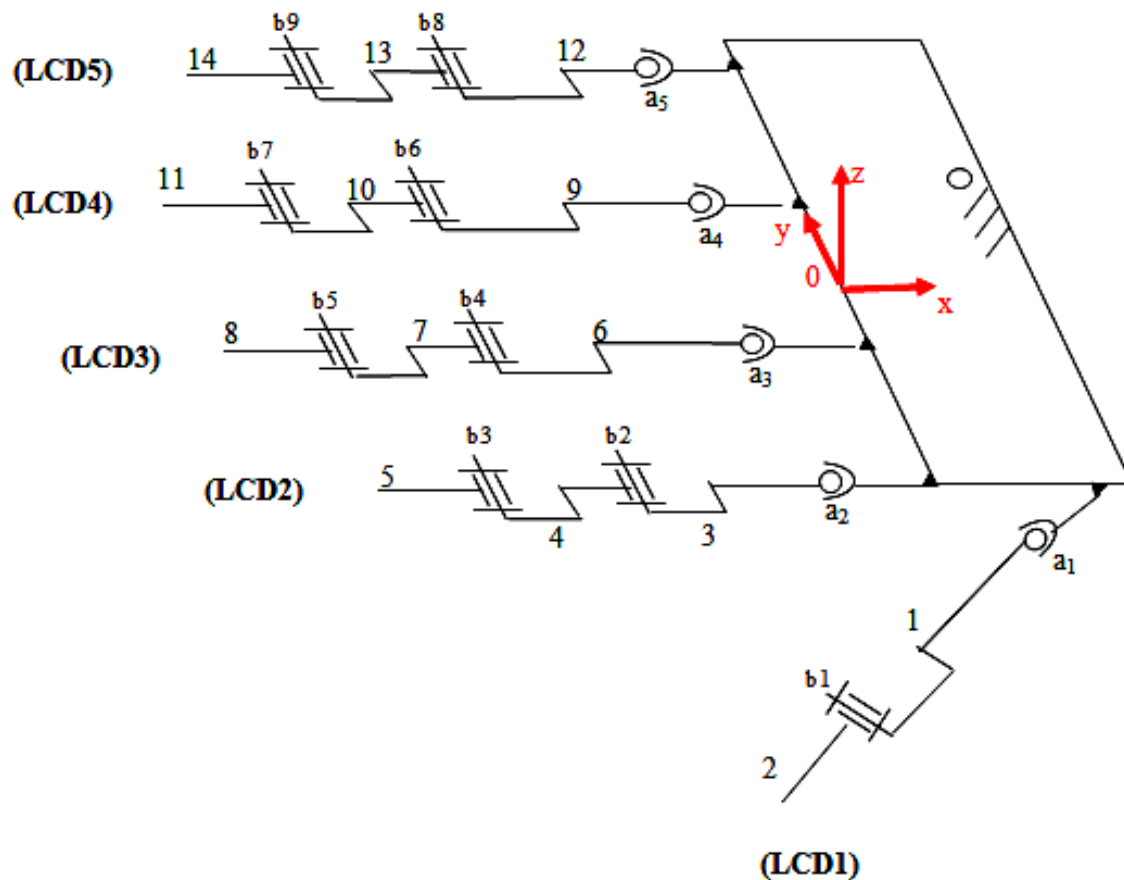 b9 b8
(LCD5) 14 13 12 a5
b7 b6
(LCD4) 11 10 9 a4
z
y
0
x
b5 b4
(LCD3) 8 7 6 a3
b3 b2
(LCD2) 5 4 3 a2
a1
1
b1
2
(LCD1)